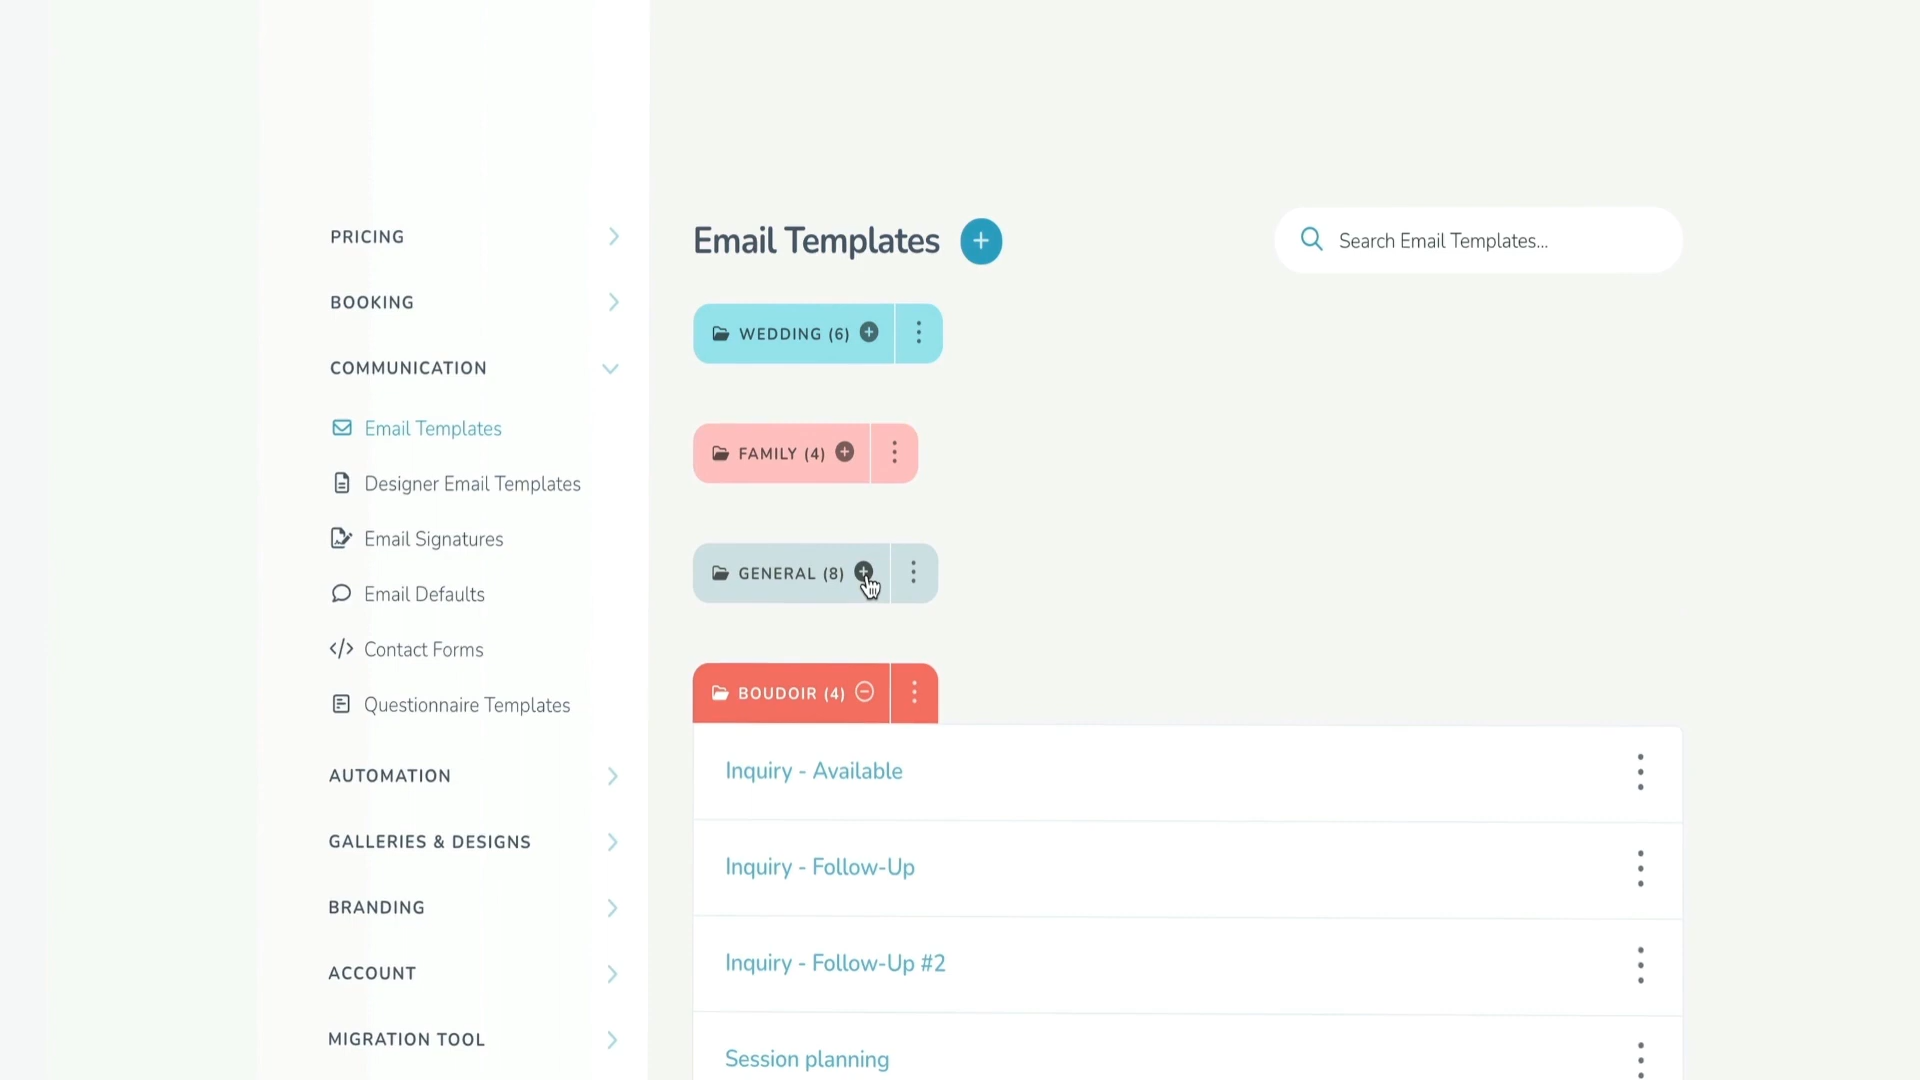 PRICING
BOOKING
COMMUNICATION
Email Templates
Designer Email Templates
Email Signatures
Email Defaults
Contact Forms
Questionnaire Templates
AUTOMATION
GALLERIES & DESIGNS
BRANDING
ACCOUNT
MIGRATION TOOL
Email Templates
Search Email Templates...
WEDDING (6)
FAMILY (4)
GENERAL (8)
BOUDOIR (4)
Inquiry - Available
Inquiry - Follow-Up
Inquiry - Follow-Up #2
Session planning